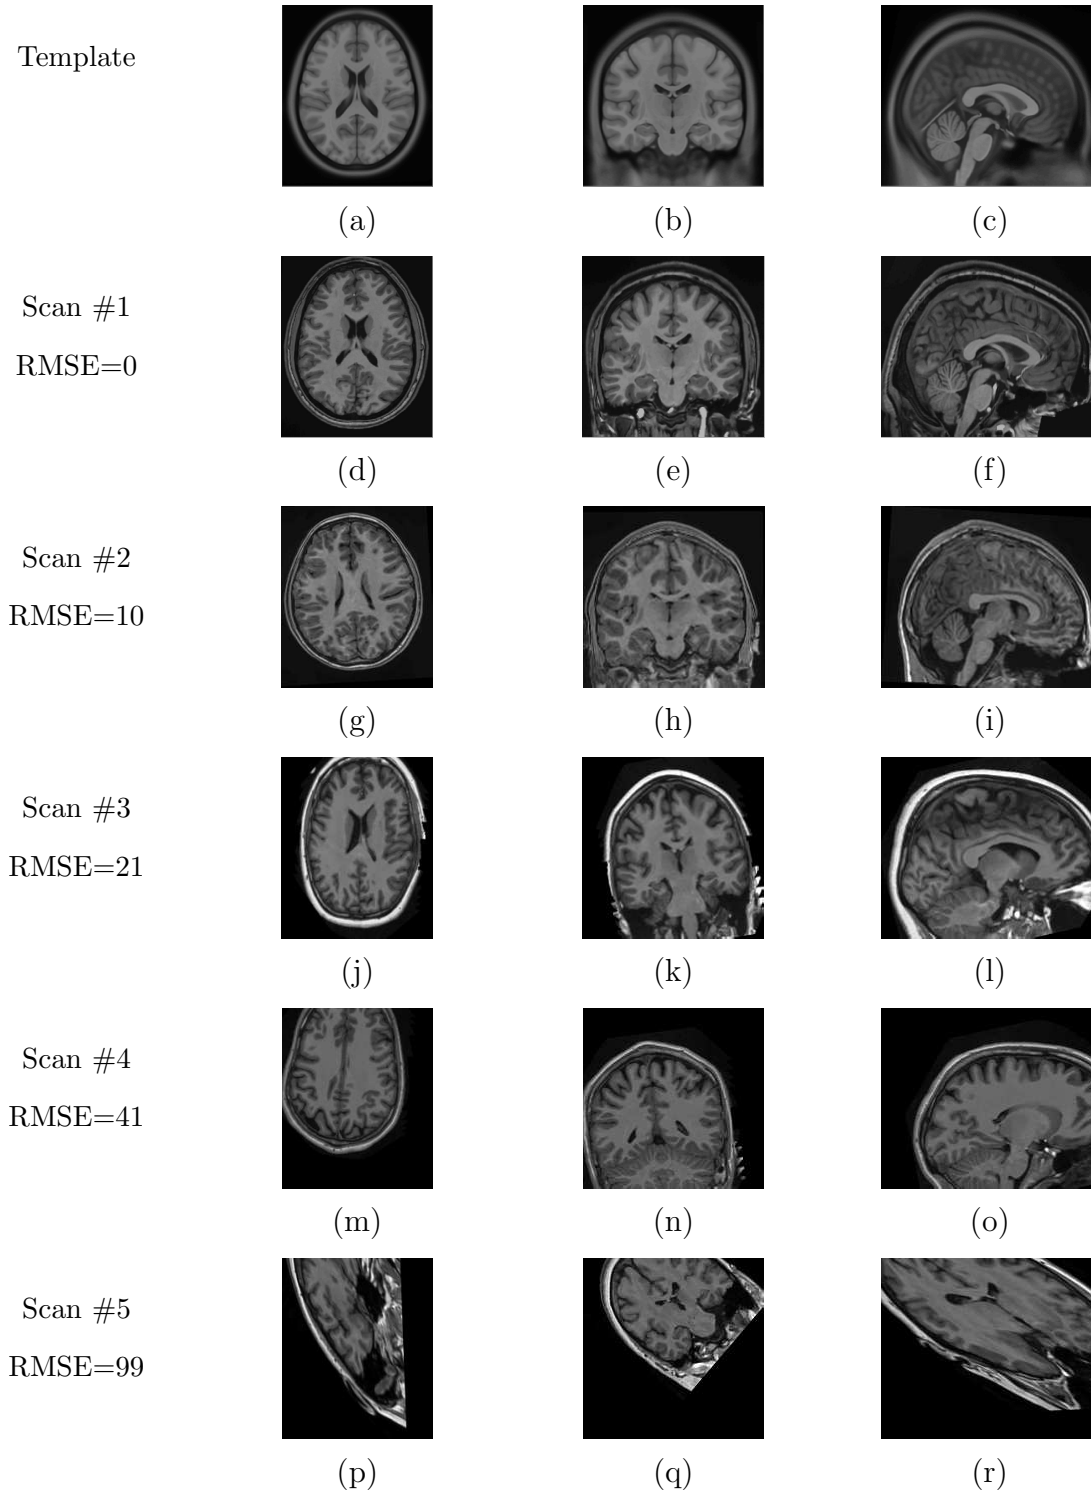 Template
(a) (b) (c)
Scan #1
RMSE=0
(d) (e) (f)
Scan #2
RMSE=10
(g) (h) (i)
Scan #3
RMSE=21
(j) (k) (l)
Scan #4
RMSE=41
(m) (n) (o)
Scan #5
RMSE=99
(p) (q) (r)